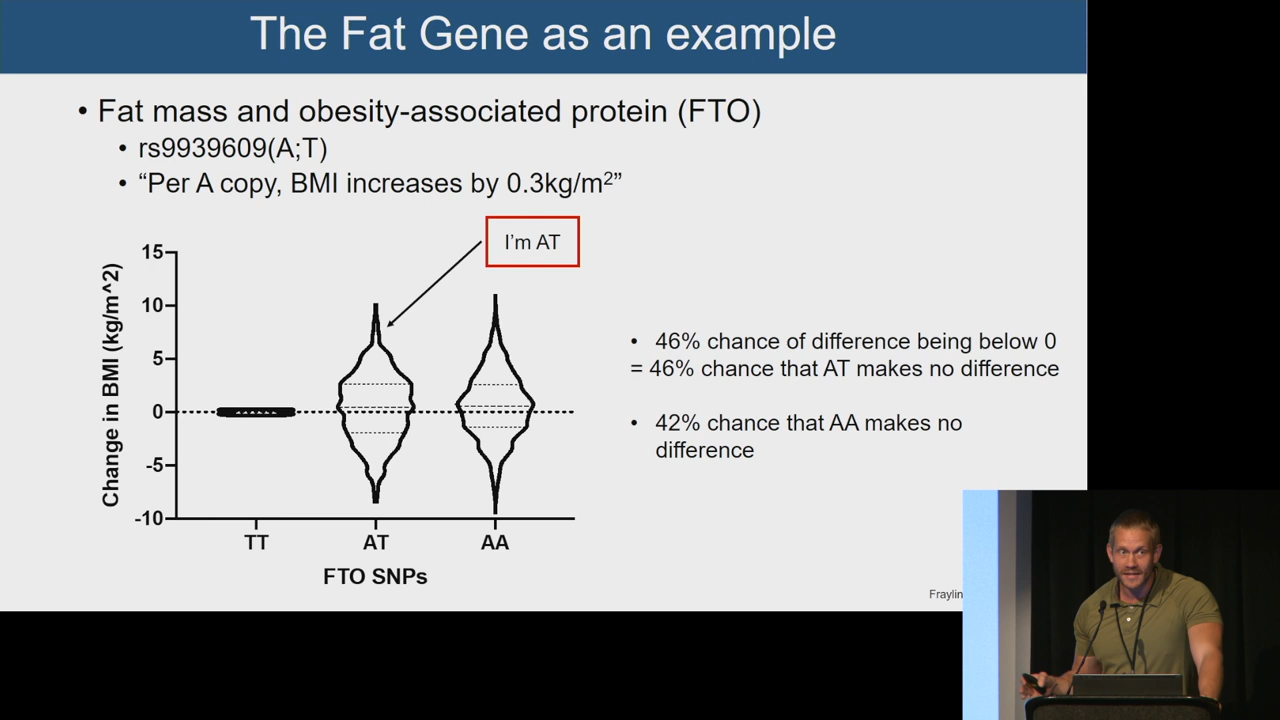 The Fat Gene as an example
• Fat mass and obesity-associated protein (FTO)
• rs9939609(A;T)
• “Per A copy, BMI increases by 0.3kg/m²”
I’m AT
15
10
5
0
-5
-10
Change in BMI (kg/m^2)
TT
AT
AA
FTO SNPs
• 46% chance of difference being below 0
= 46% chance that AT makes no difference
• 42% chance that AA makes no
difference